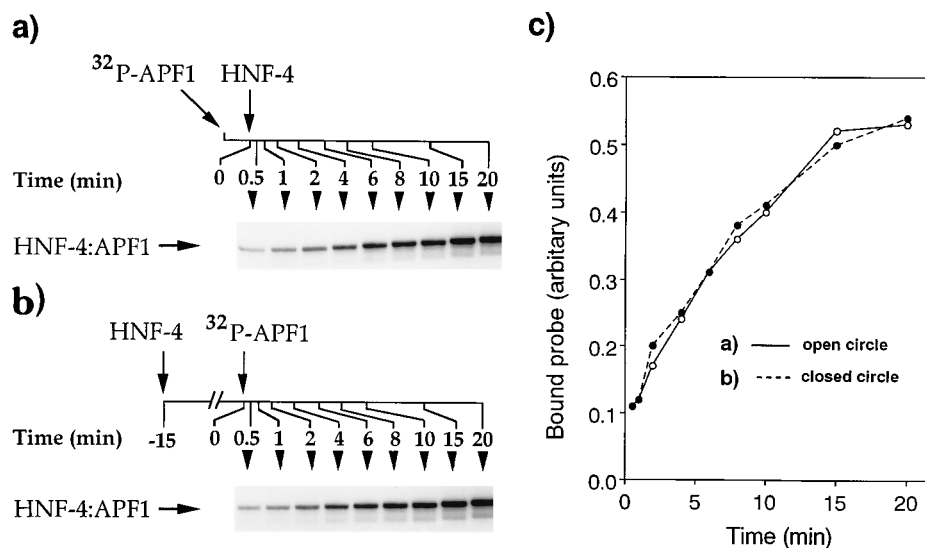 a)
³²P-APF1 HNF-4
Time (min) 0 0.5 1 2 4 6 8 10 15 20
HNF-4:APF1
b)
HNF-4 ³²P-APF1
Time (min) -15 0 0.5 1 2 4 6 8 10 15 20
HNF-4:APF1
c)
Bound probe (arbitary units)
0.6
0.5
0.4
0.3
0.2
0.1
0.0
a) open circle
b) closed circle
0 5 10 15 20
Time (min)